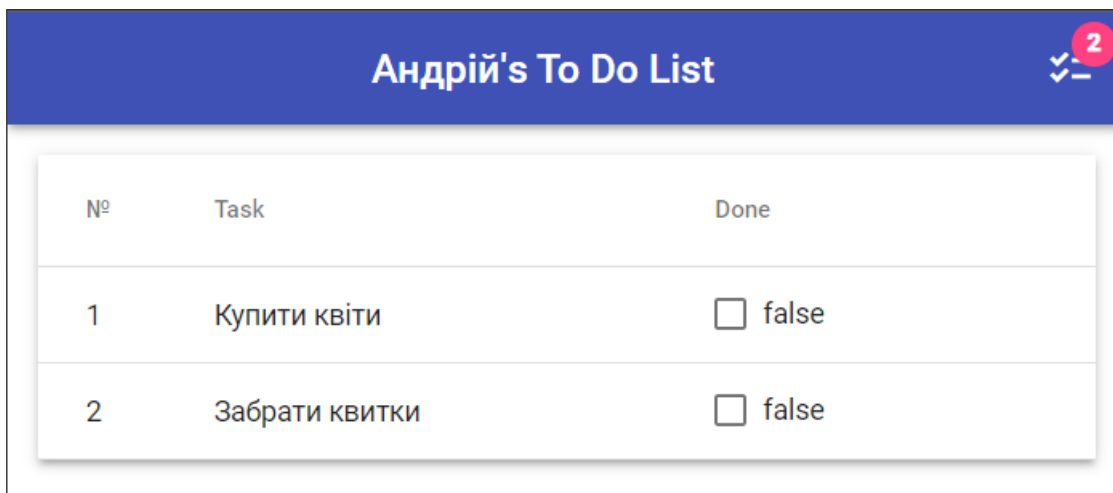 Андрій's To Do List
2
№ Task Done
1 Купити квіти false
2 Забрати квитки false